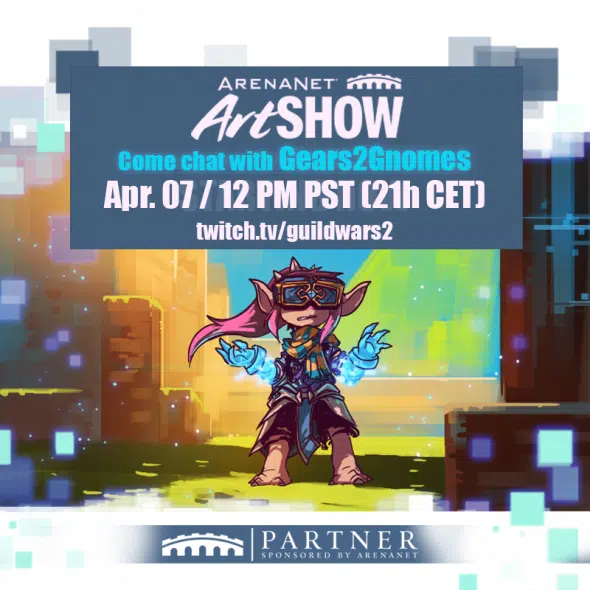 ARENANET
ArtSHOW
Come chat with Gears2Gnomes
Apr. 07 / 12 PM PST (21h CET)
twitch.tv/guildwars2
PARTNER
SPONSORED BY ARENANET